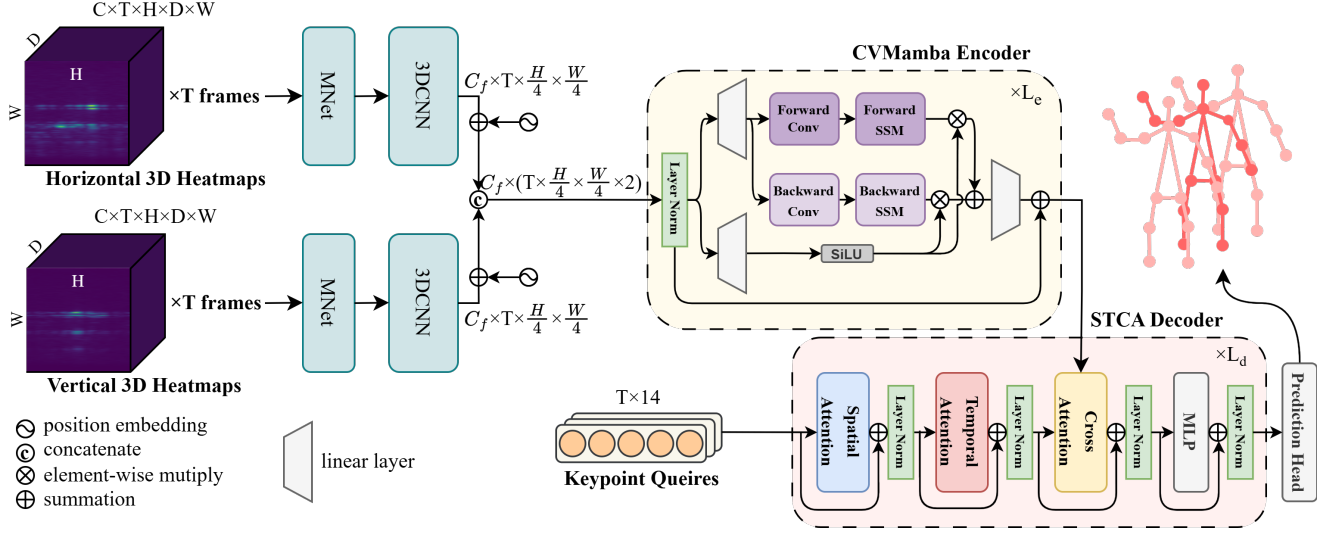 C×T×H×D×W
D
H
W
×T frames
Horizontal 3D Heatmaps
MNet
3DCNN
C_f×T×H/4×W/4
C×T×H×D×W
D
H
W
×T frames
Vertical 3D Heatmaps
MNet
3DCNN
C_f×T×H/4×W/4
C
C_f×(T×H/4×W/4×2)
CVMamba Encoder
×L_e
Layer Norm
Forward
Conv
Forward
SSM
Backward
Conv
Backward
SSM
SiLU
STCA Decoder
×L_d
T×14
Keypoint Queires
Spatial
Attention
Layer Norm
Temporal
Attention
Layer Norm
Cross
Attention
Layer Norm
MLP
Layer Norm
Prediction Head
position embedding
C
concatenate
element-wise mutiply
summation
linear layer